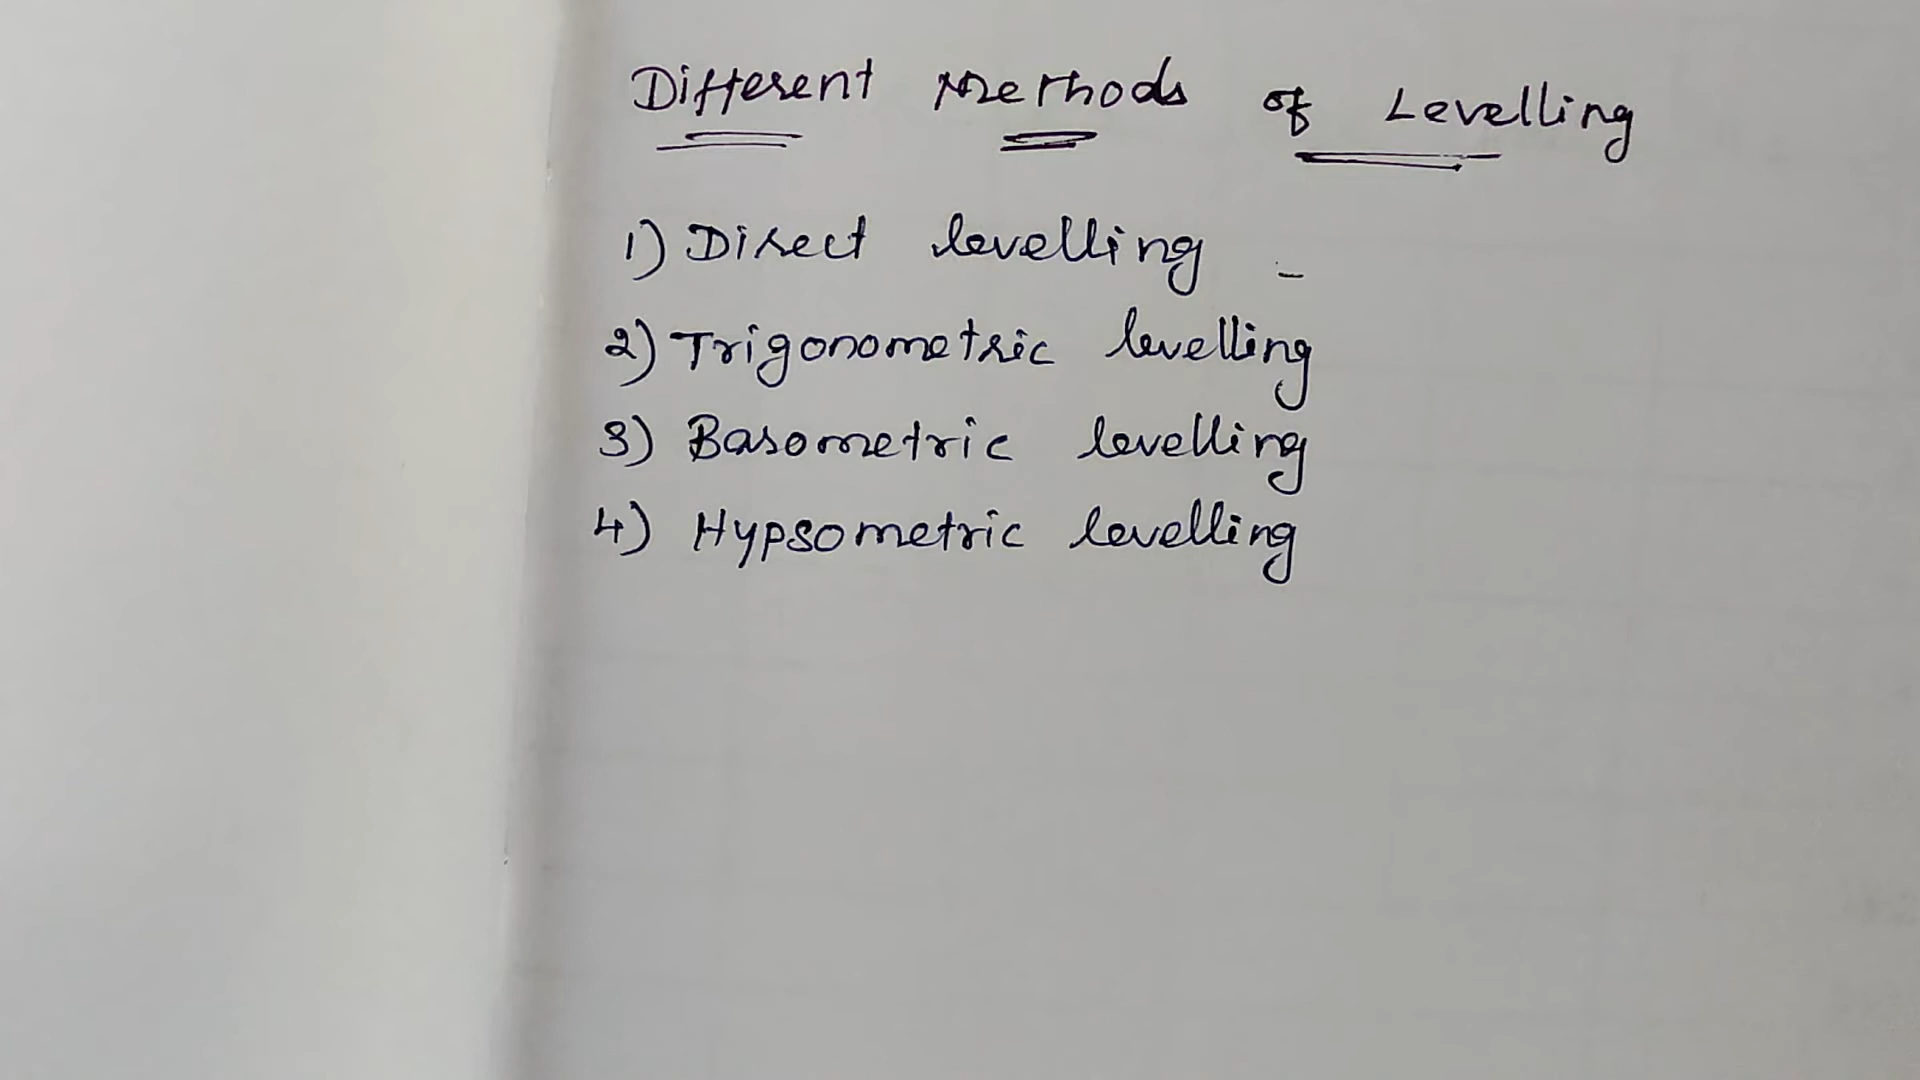 Different Methods of Levelling
1) Direct levelling -
2) Trigonometric levelling
3) Barometric levelling
4) Hypsometric levelling